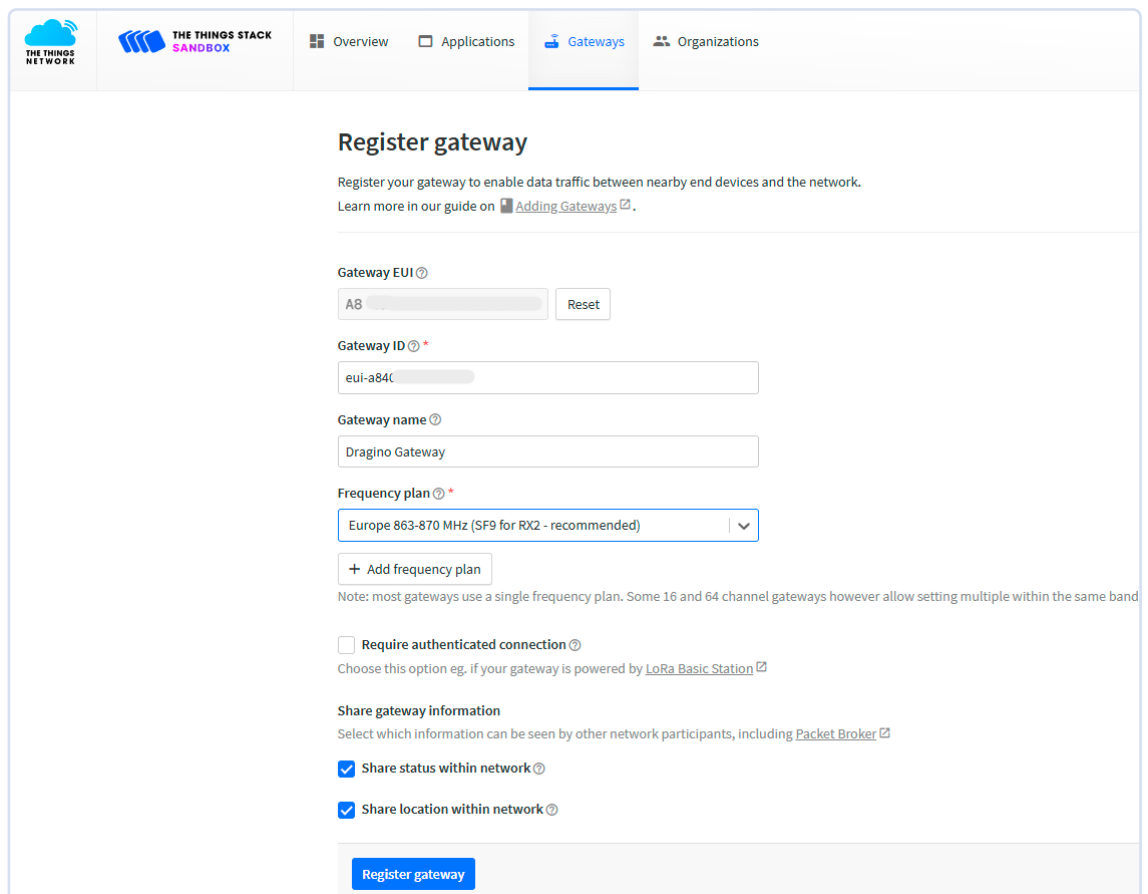 THE THINGS
NETWORK
THE THINGS STACK
SANDBOX
Overview
Applications
Gateways
Organizations
Register gateway
Register your gateway to enable data traffic between nearby end devices and the network.
Learn more in our guide on Adding Gateways.
Gateway EUI
A8
Reset
Gateway ID *
eui-a840
Gateway name
Dragino Gateway
Frequency plan *
Europe 863-870 MHz (SF9 for RX2 - recommended)
+ Add frequency plan
Note: most gateways use a single frequency plan. Some 16 and 64 channel gateways however allow setting multiple within the same band
Require authenticated connection
Choose this option eg. if your gateway is powered by LoRa Basic Station
Share gateway information
Select which information can be seen by other network participants, including Packet Broker
Share status within network
Share location within network
Register gateway